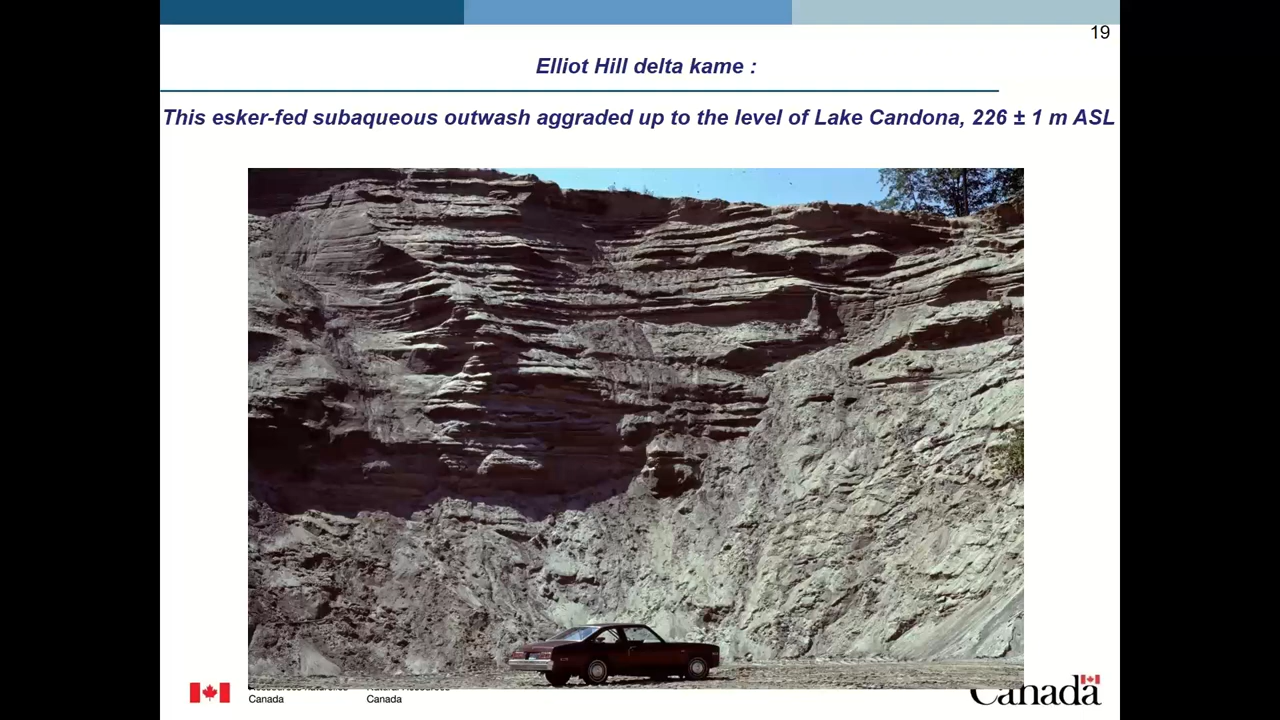 19
Elliot Hill delta kame :
This esker-fed subaqueous outwash aggraded up to the level of Lake Candona, 226 ± 1 m ASL
Canada
Canada
Canada